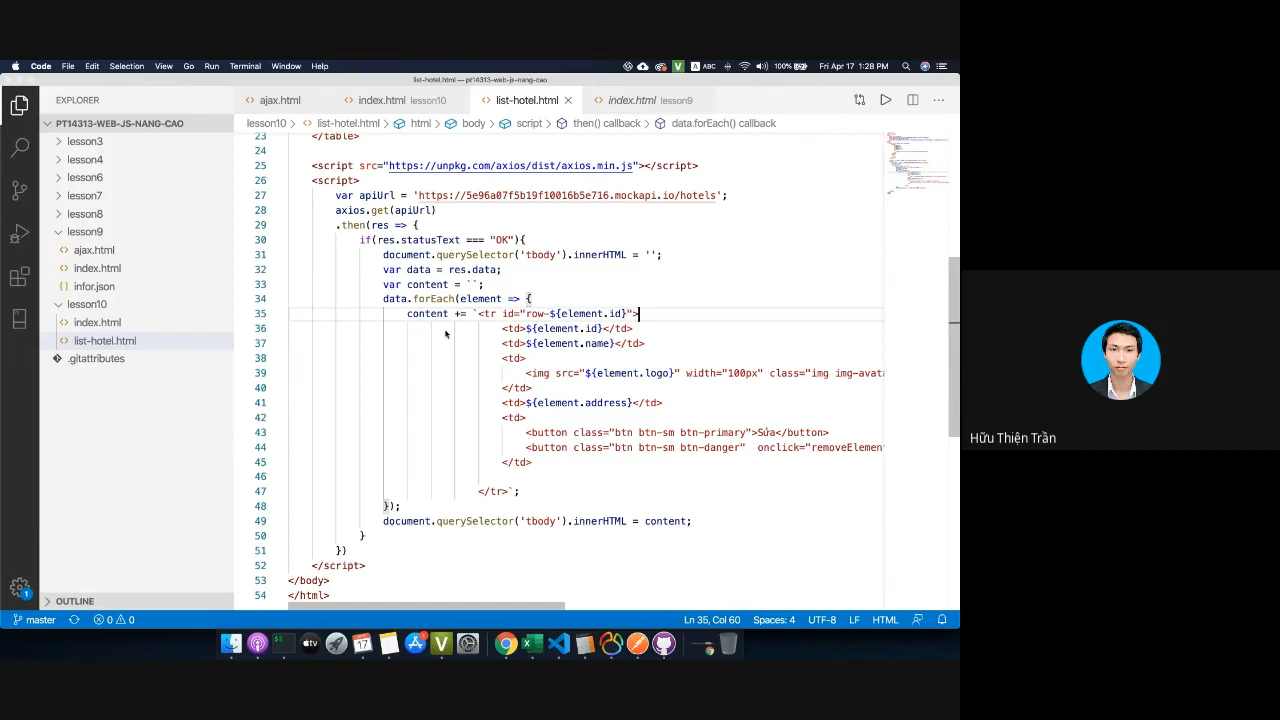 Code File Edit Selection View Go Run Terminal Window Help V A ABC 100% Fri Apr 17 1:28 PM
list-hotel.html — pt14313-web-js-nang-cao
EXPLORER
ajax.html
index.html lesson10
list-hotel.html
index.html lesson9
PT14313-WEB-JS-NANG-CAO
lesson3
lesson4
lesson6
lesson7
lesson8
lesson9
ajax.html
index.html
{} infor.json
lesson10
index.html
list-hotel.html
.gitattributes
OUTLINE
lesson10 > list-hotel.html > html > body > script > then() callback > data.forEach() callback
23 </table>
24
25 <script src="https://unpkg.com/axios/dist/axios.min.js"></script>
26 <script>
27 var apiUrl = 'https://5e8ad5f5b19f10016b5e716.mockapi.io/hotels';
28 axios.get(apiUrl)
29 .then(res => {
30 if(res.statusText === "OK"){
31 document.querySelector('tbody').innerHTML = '';
32 var data = res.data;
33 var content = ``;
34 data.forEach(element => {
35 content += `<tr id="row-${element.id}">
36 <td>${element.id}</td>
37 <td>${element.name}</td>
38 <td>
39 <img src="${element.logo}" width="100px" class="img img-avata
40 </td>
41 <td>${element.address}</td>
42 <td>
43 <button class="btn btn-sm btn-primary">Sửa</button>
44 <button class="btn btn-sm btn-danger" onclick="removeElement
45 </td>
46
47 </tr>`;
48 });
49 document.querySelector('tbody').innerHTML = content;
50 }
51 })
52 </script>
53 </body>
54 </html>
1
master 0 0 Ln 35, Col 60 Spaces: 4 UTF-8 LF HTML
tv 17 1 V
Hữu Thiện Trần